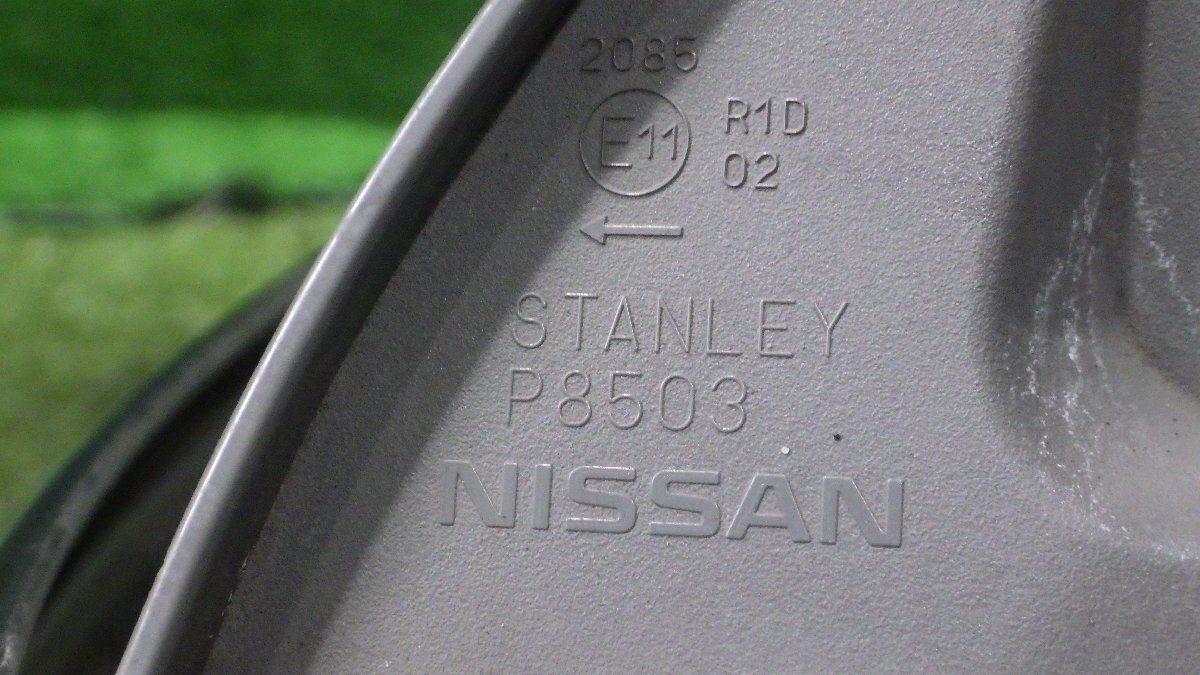 2085
E11 R1D
02
←
STANLEY
P8503
NISSAN